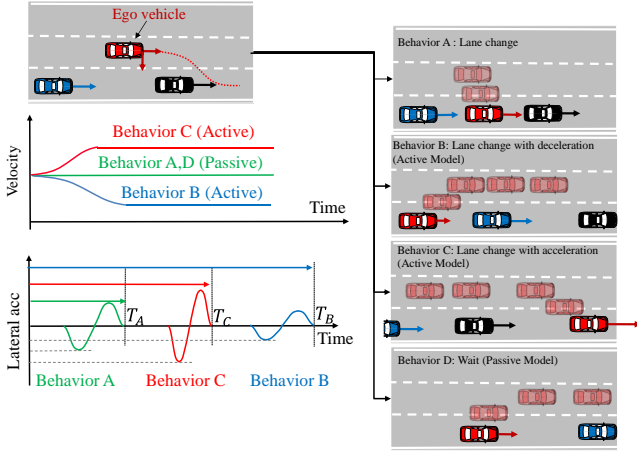 Ego vehicle
Velocity
Behavior C (Active)
Behavior A,D (Passive)
Behavior B (Active)
Time
Lateral acc
T_A
T_C
T_B
Time
Behavior A
Behavior C
Behavior B
Behavior A : Lane change
Behavior B: Lane change with deceleration
(Active Model)
Behavior C: Lane change with acceleration
(Active Model)
Behavior D: Wait (Passive Model)